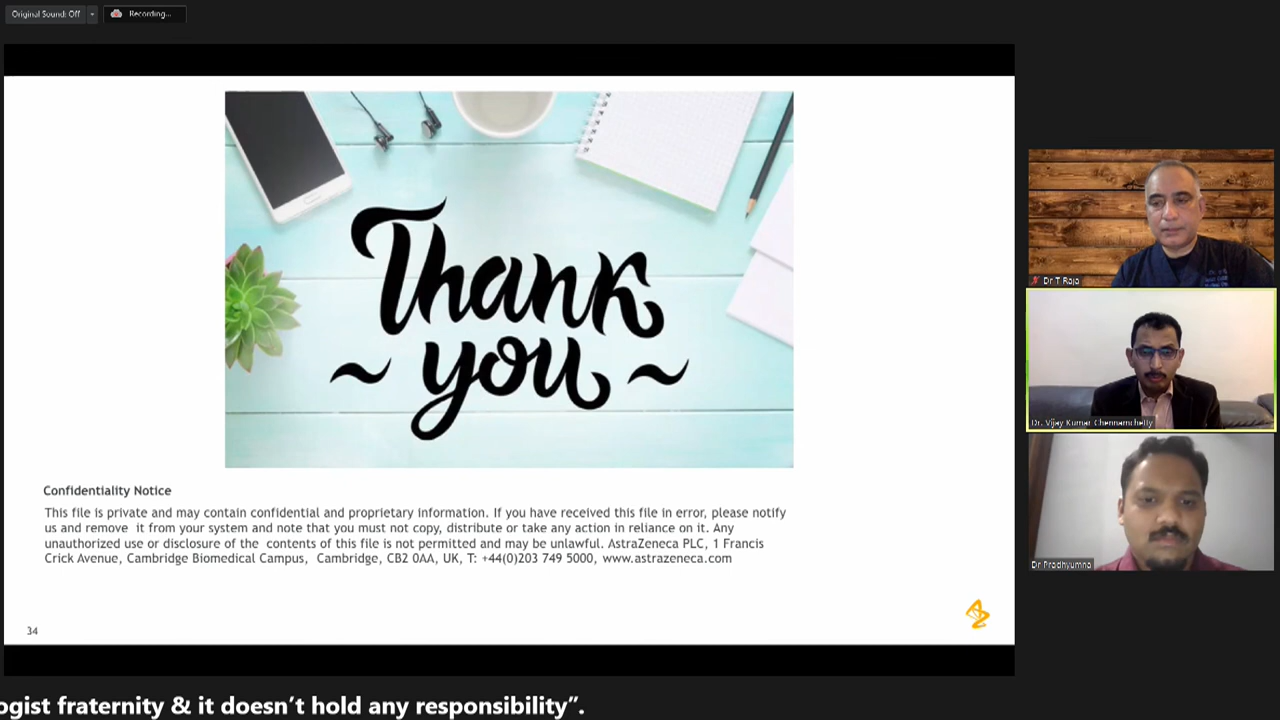 Original Sound: Off
Recording...
Thank
~ you ~
Confidentiality Notice
This file is private and may contain confidential and proprietary information. If you have received this file in error, please notify
us and remove it from your system and note that you must not copy, distribute or take any action in reliance on it. Any
unauthorized use or disclosure of the contents of this file is not permitted and may be unlawful. AstraZeneca PLC, 1 Francis
Crick Avenue, Cambridge Biomedical Campus, Cambridge, CB2 0AA, UK, T: +44(0)203 749 5000, www.astrazeneca.com
34
Dr T Raja
Dr. Vijay Kumar Chennamchetty
Dr Pradhyumna
ogist fraternity & it doesn’t hold any responsibility”.